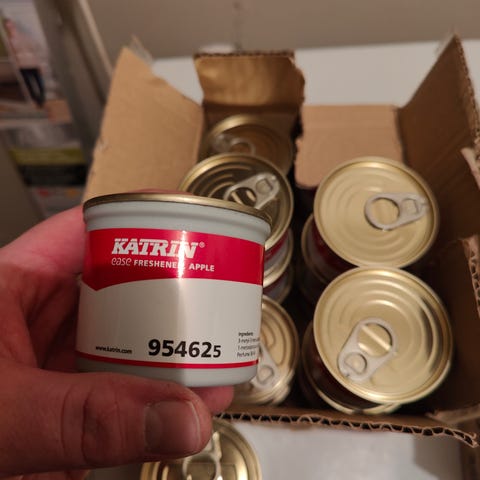 KATRIN®
ease FRESHENER APPLE
www.katrin.com
954625
Ingredients: